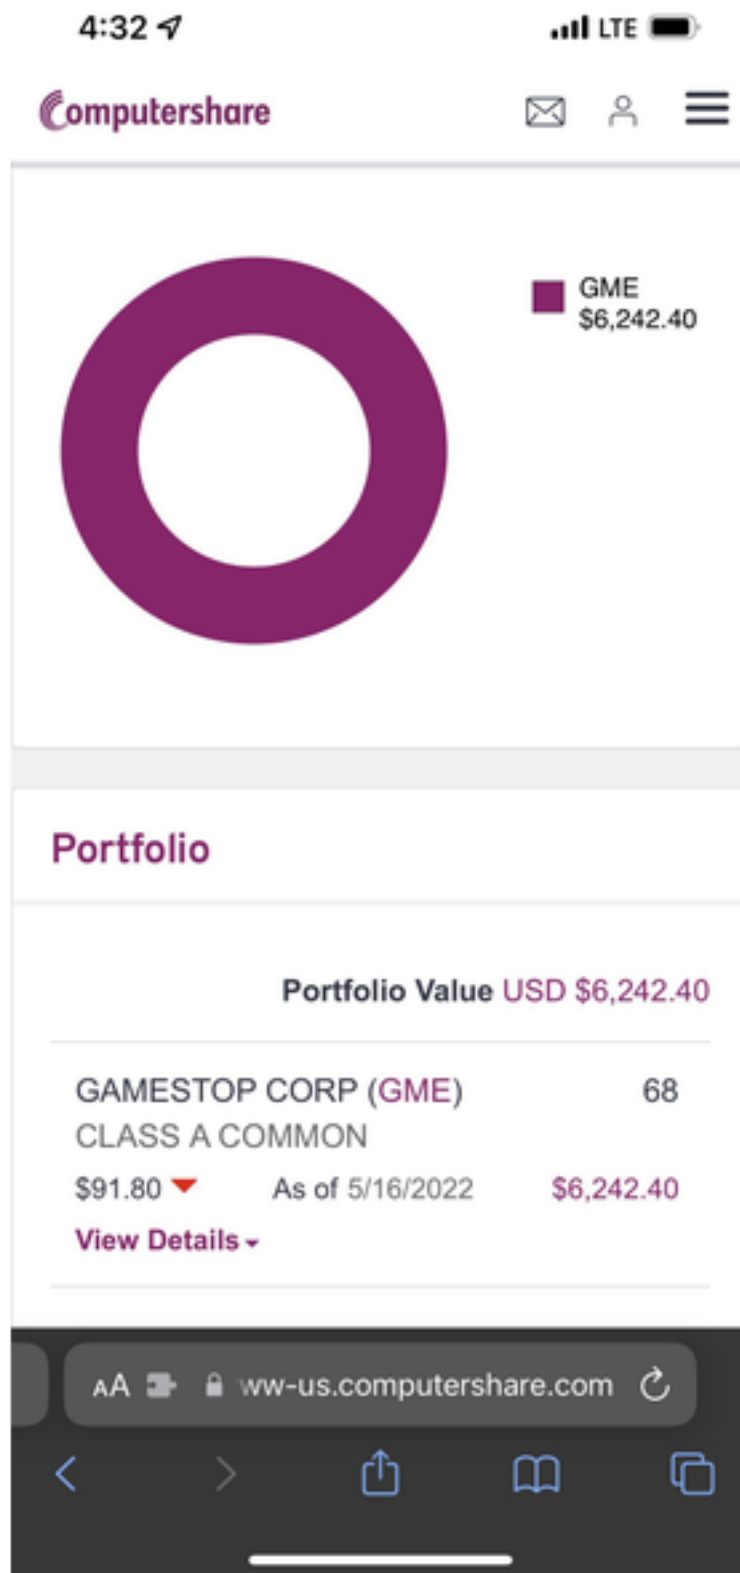 4:32
LTE
Computershare
GME
$6,242.40
Portfolio
Portfolio Value USD $6,242.40
GAMESTOP CORP (GME) 68
CLASS A COMMON
$91.80 As of 5/16/2022 $6,242.40
View Details
AA ww-us.computershare.com